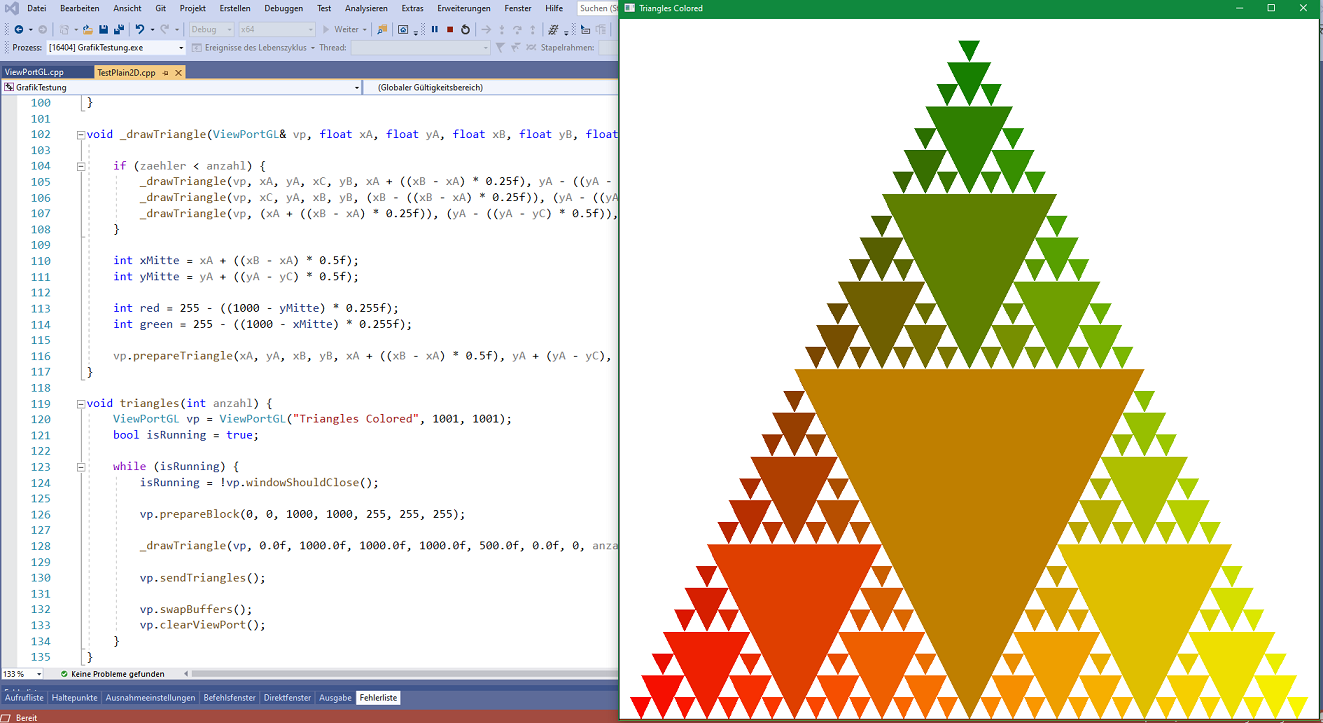 Datei Bearbeiten Ansicht Git Projekt Erstellen Debuggen Test Analysieren Extras Erweiterungen Fenster Hilfe Suchen (St
Triangles Colored
Debug x64 Weiter
Prozess: [16404] GrafikTestung.exe Ereignisse des Lebenszyklus Thread: Stapelrahmen:
ViewPortGL.cpp TestPlain2D.cpp
GrafikTestung (Globaler Gültigkeitsbereich)
100 }
101
102 void _drawTriangle(ViewPortGL& vp, float xA, float yA, float xB, float yB, float
103
104 if (zaehler < anzahl) {
105 _drawTriangle(vp, xA, yA, xC, yB, xA + ((xB - xA) * 0.25f), yA - ((yA -
106 _drawTriangle(vp, xC, yA, xB, yB, (xB - ((xB - xA) * 0.25f)), (yA - ((yA
107 _drawTriangle(vp, (xA + ((xB - xA) * 0.25f)), (yA - ((yA - yC) * 0.5f)),
108 }
109
110 int xMitte = xA + ((xB - xA) * 0.5f);
111 int yMitte = yA + ((yA - yC) * 0.5f);
112
113 int red = 255 - ((1000 - yMitte) * 0.255f);
114 int green = 255 - ((1000 - xMitte) * 0.255f);
115
116 vp.prepareTriangle(xA, yA, xB, yB, xA + ((xB - xA) * 0.5f), yA + (yA - yC),
117 }
118
119 void triangles(int anzahl) {
120 ViewPortGL vp = ViewPortGL("Triangles Colored", 1001, 1001);
121 bool isRunning = true;
122
123 while (isRunning) {
124 isRunning = !vp.windowShouldClose();
125
126 vp.prepareBlock(0, 0, 1000, 1000, 255, 255, 255);
127
128 _drawTriangle(vp, 0.0f, 1000.0f, 1000.0f, 1000.0f, 500.0f, 0.0f, 0, anza
129
130 vp.sendTriangles();
131
132 vp.swapBuffers();
133 vp.clearViewPort();
134 }
135 }
133 % Keine Probleme gefunden
Aufrufliste Haltepunkte Ausnahmeeinstellungen Befehlsfenster Direktfenster Ausgabe Fehlerliste
Bereit